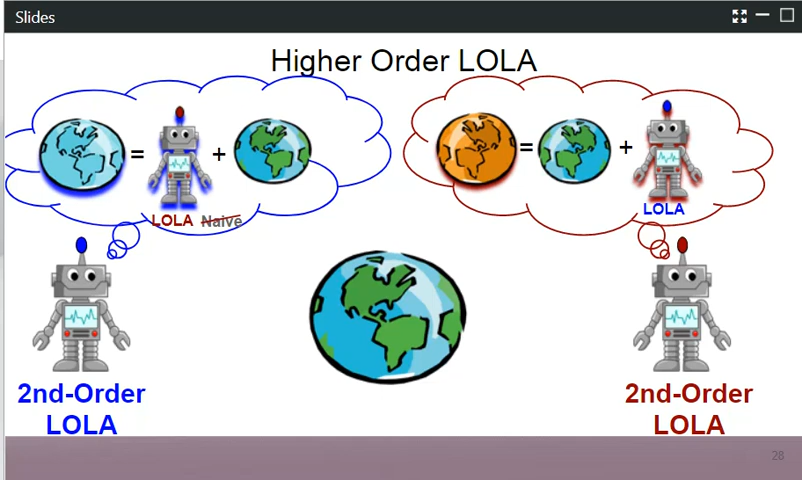 Slides
Higher Order LOLA
=
+
=
+
LOLA Naive
LOLA
2nd-Order
LOLA
2nd-Order
LOLA
28